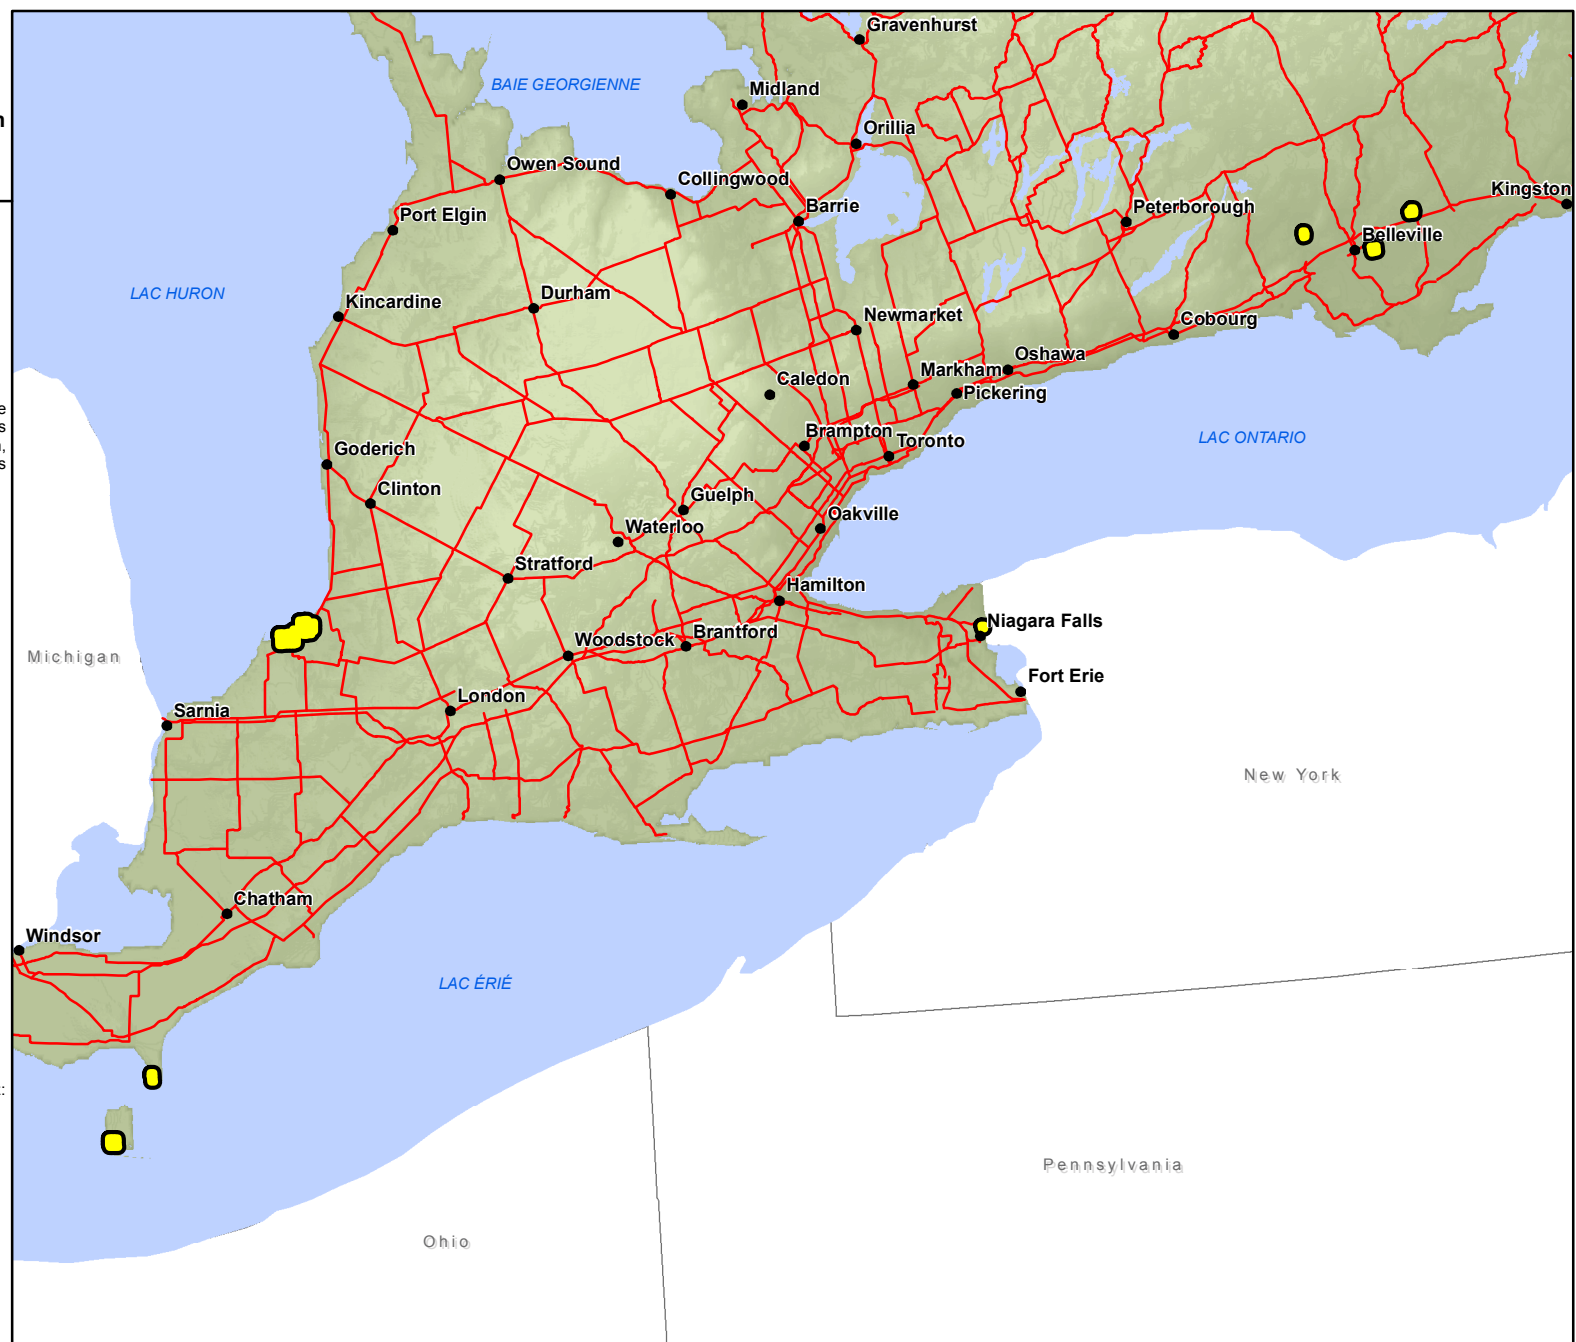 Gravenhurst
BAIE GEORGIENNE
Midland
n
Orillia
Owen Sound
Collingwood
Kingston
Port Elgin
Barrie
Peterborough
Belleville
LAC HURON
Durham
Kincardine
Newmarket
Cobourg
Oshawa
Markham
Caledon
Pickering
e
s
,
s
Brampton
Toronto
LAC ONTARIO
Goderich
Clinton
Guelph
Oakville
Waterloo
Stratford
Hamilton
Niagara Falls
Woodstock
Brantford
Michigan
Fort Erie
London
Sarnia
New York
Chatham
Windsor
LAC ÉRIÉ
:
Pennsylvania
Ohio